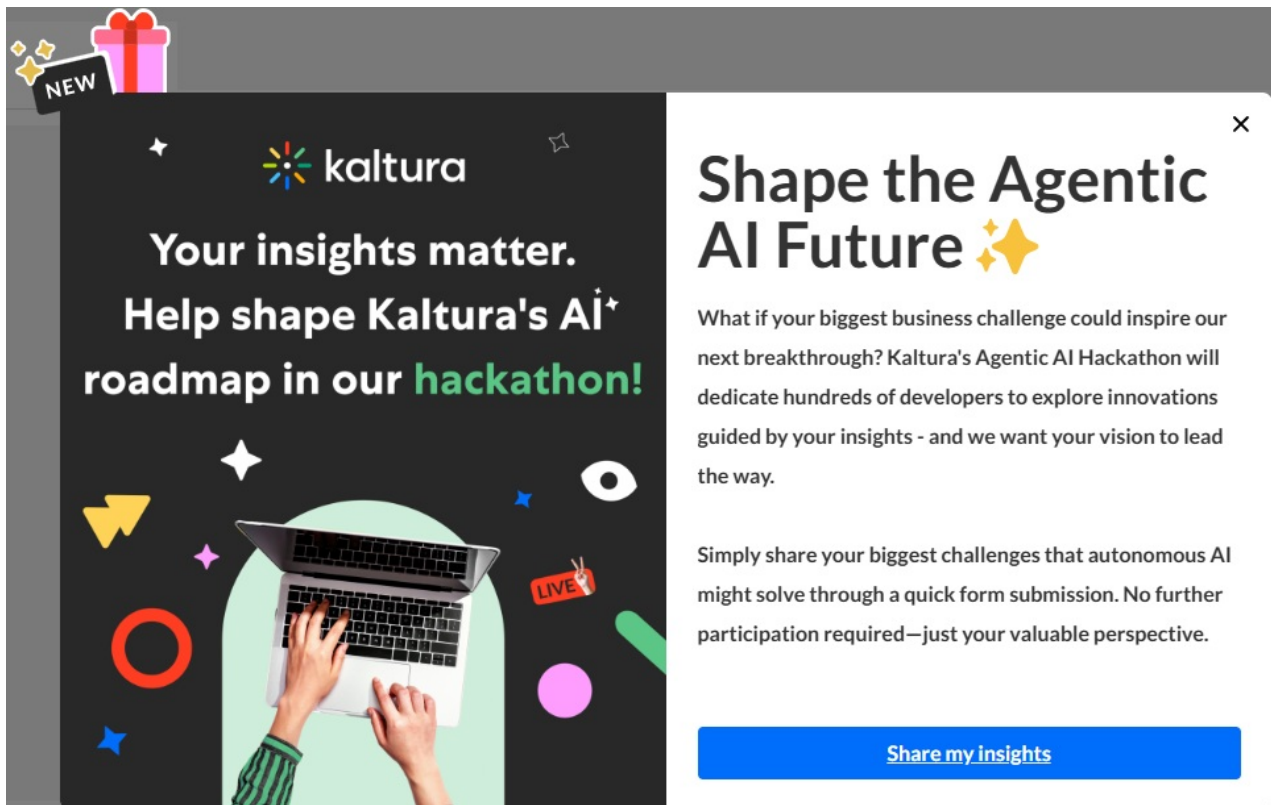 NEW
kaltura
Your insights matter.
Help shape Kaltura's AI
roadmap in our hackathon!
LIVE
Shape the Agentic
AI Future
What if your biggest business challenge could inspire our
next breakthrough? Kaltura's Agentic AI Hackathon will
dedicate hundreds of developers to explore innovations
guided by your insights - and we want your vision to lead
the way.
Simply share your biggest challenges that autonomous AI
might solve through a quick form submission. No further
participation required—just your valuable perspective.
Share my insights